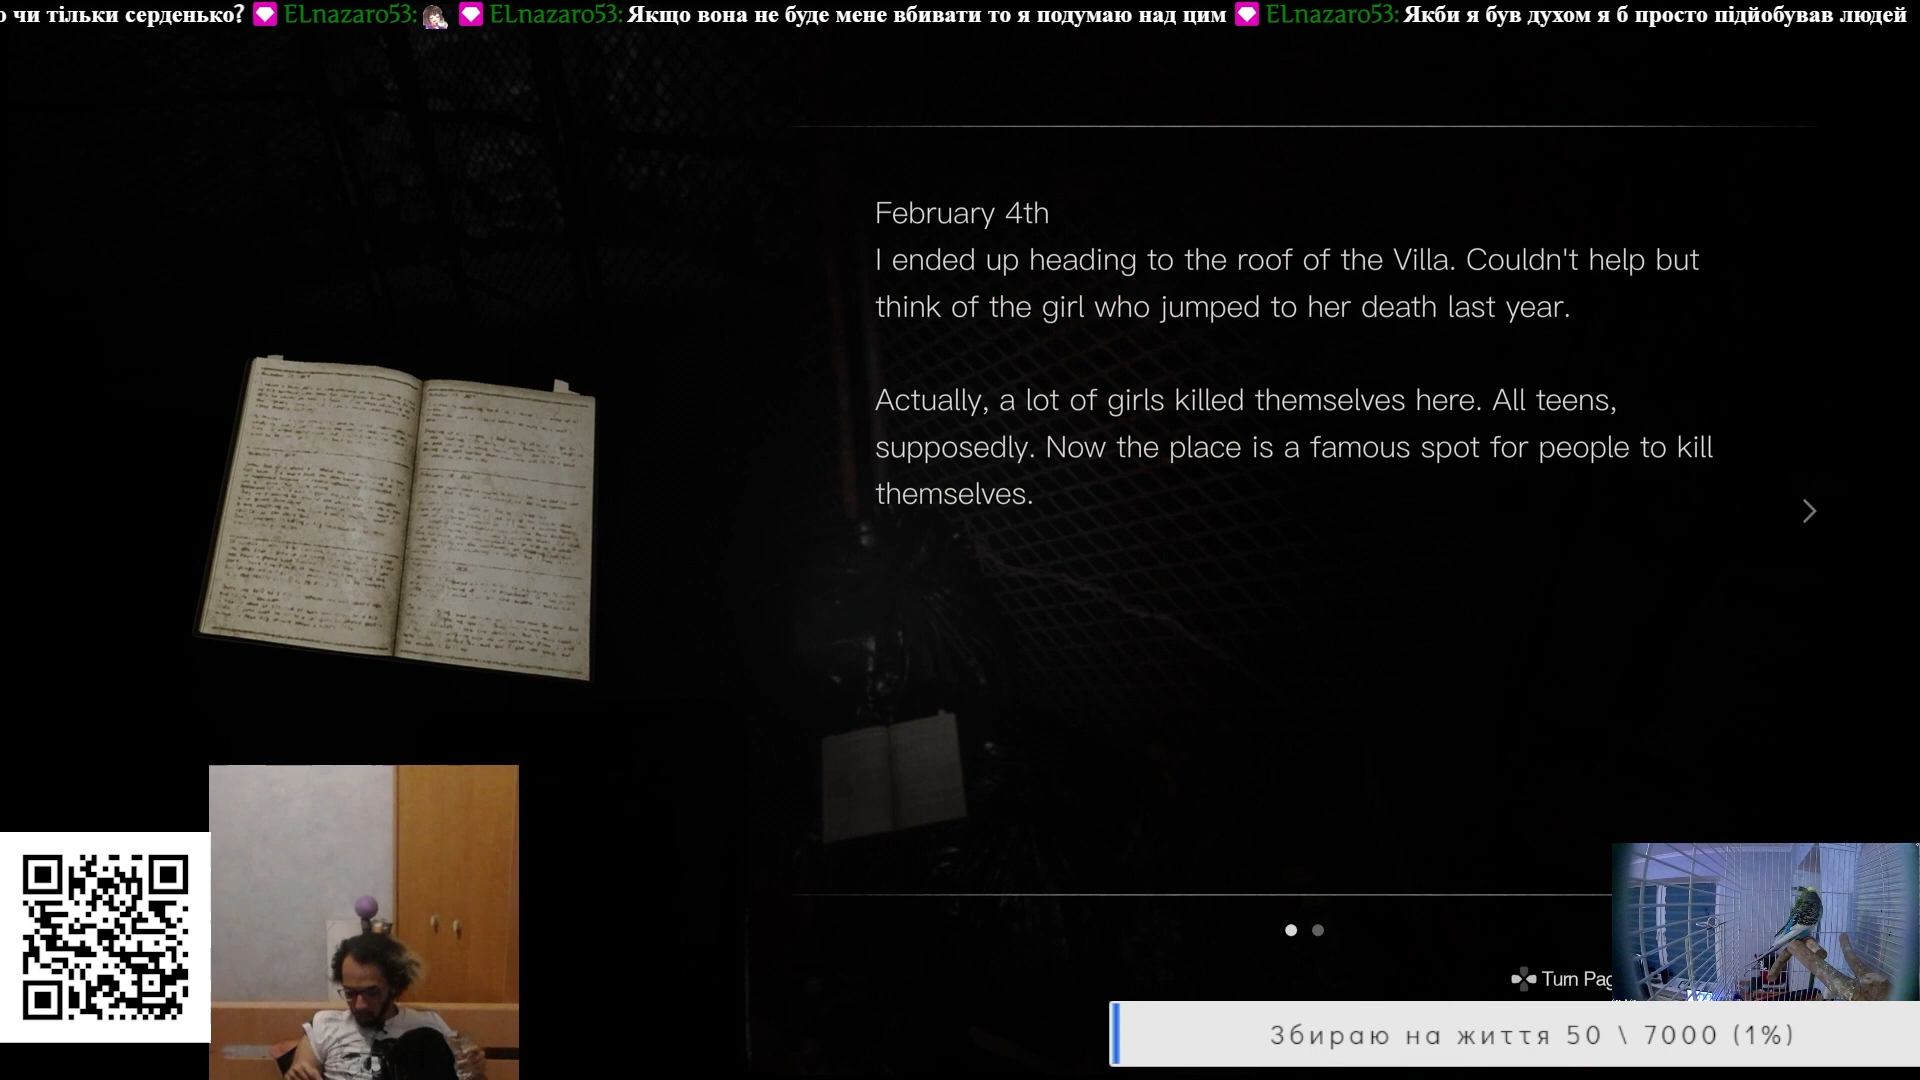 о чи тільки серденько? ELnazaro53: ELnazaro53: Якщо вона не буде мене вбивати то я подумаю над цим ELnazaro53: Якби я був духом я б просто підйобував людей
February 4th
I ended up heading to the roof of the Villa. Couldn't help but
think of the girl who jumped to her death last year.
Actually, a lot of girls killed themselves here. All teens,
supposedly. Now the place is a famous spot for people to kill
themselves.
Turn Pag
Збираю на життя 50 \ 7000 (1%)